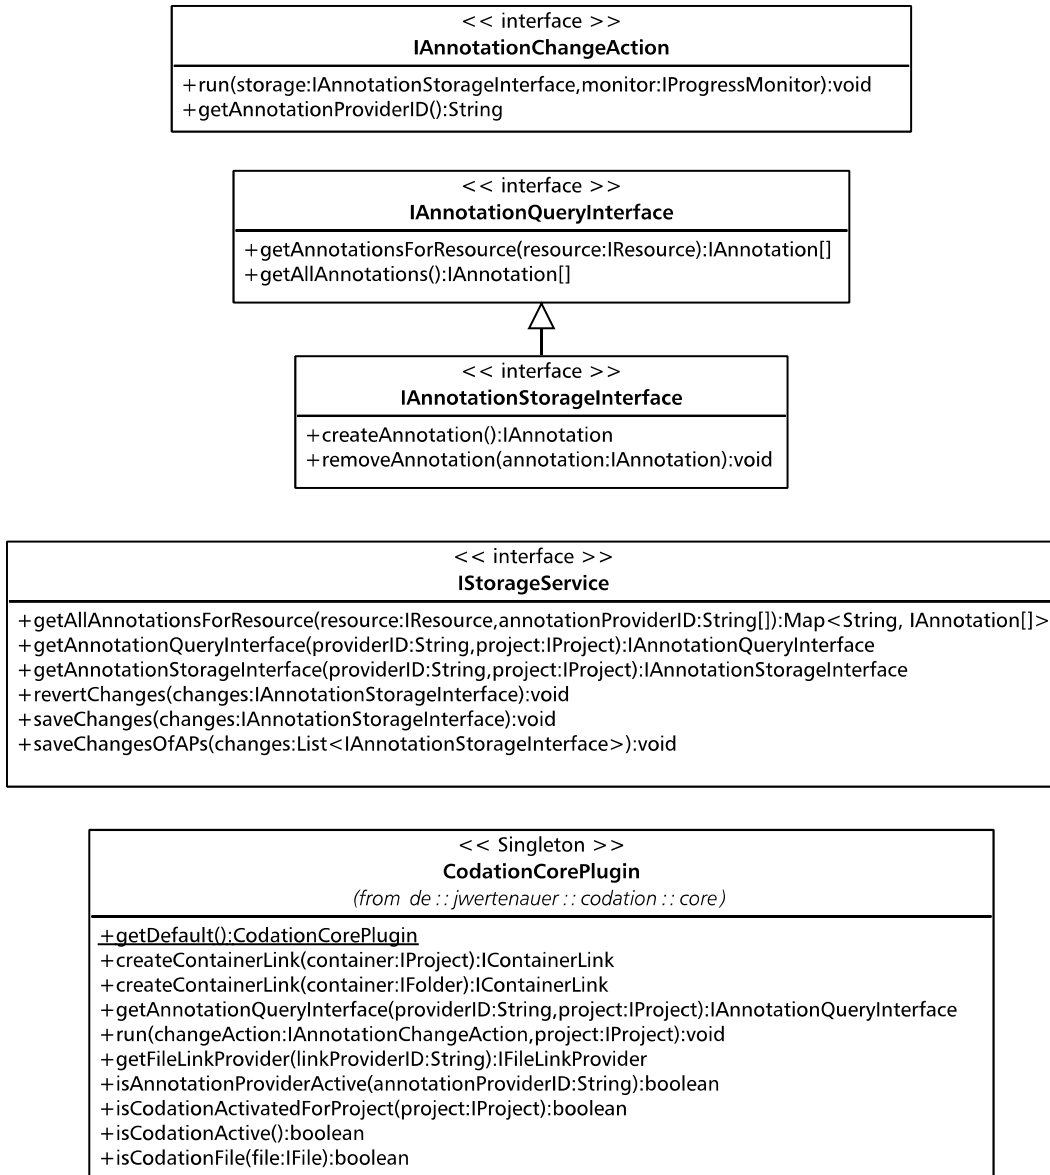 << interface >>
IAnnotationChangeAction
+run(storage:IAnnotationStorageInterface,monitor:IProgressMonitor):void
+getAnnotationProviderID():String
<< interface >>
IAnnotationQueryInterface
+getAnnotationsForResource(resource:IResource):IAnnotation[]
+getAllAnnotations():IAnnotation[]
<< interface >>
IAnnotationStorageInterface
+createAnnotation():IAnnotation
+removeAnnotation(annotation:IAnnotation):void
<< interface >>
IStorageService
+getAllAnnotationsForResource(resource:IResource,annotationProviderID:String[]):Map<String, IAnnotation[]>
+getAnnotationQueryInterface(providerID:String,project:IProject):IAnnotationQueryInterface
+getAnnotationStorageInterface(providerID:String,project:IProject):IAnnotationStorageInterface
+revertChanges(changes:IAnnotationStorageInterface):void
+saveChanges(changes:IAnnotationStorageInterface):void
+saveChangesOfAPs(changes:List<IAnnotationStorageInterface>):void
<< Singleton >>
CodationCorePlugin
(from de :: jwertenauer :: codation :: core)
+getDefault():CodationCorePlugin
+createContainerLink(container:IProject):IContainerLink
+createContainerLink(container:IFolder):IContainerLink
+getAnnotationQueryInterface(providerID:String,project:IProject):IAnnotationQueryInterface
+run(changeAction:IAnnotationChangeAction,project:IProject):void
+getFileLinkProvider(linkProviderID:String):IFileLinkProvider
+isAnnotationProviderActive(annotationProviderID:String):boolean
+isCodationActivatedForProject(project:IProject):boolean
+isCodationActive():boolean
+isCodationFile(file:IFile):boolean